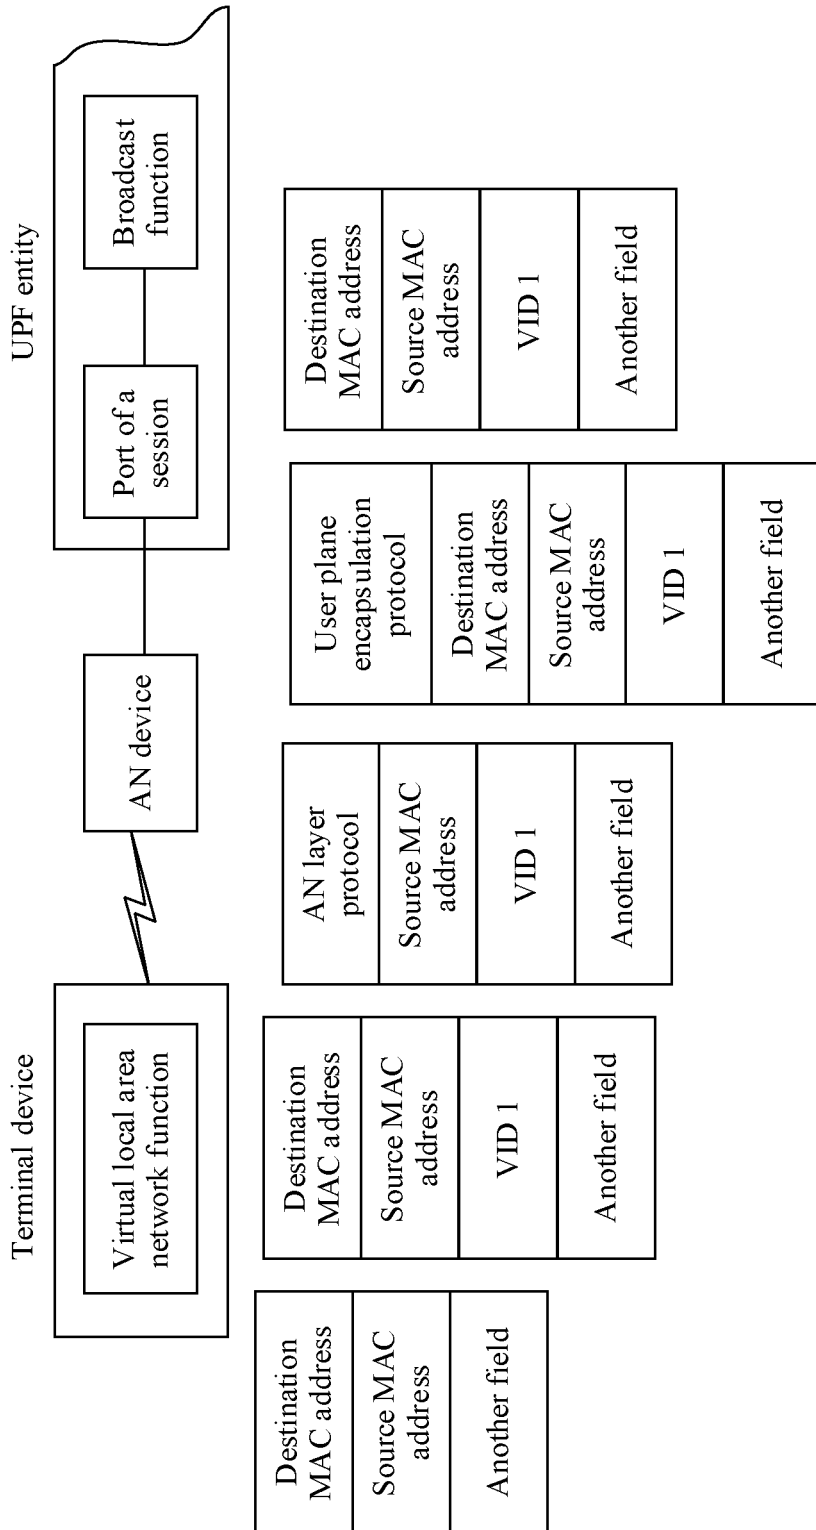 Terminal device
UPF entity
Virtual local area
network function
AN device
Port of a
session
Broadcast
function
Destination
MAC address
Source MAC
address
Another field
Destination
MAC address
Source MAC
address
VID 1
Another field
AN layer
protocol
Source MAC
address
VID 1
Another field
User plane
encapsulation
protocol
Destination
MAC address
Source MAC
address
VID 1
Another field
Destination
MAC address
Source MAC
address
VID 1
Another field